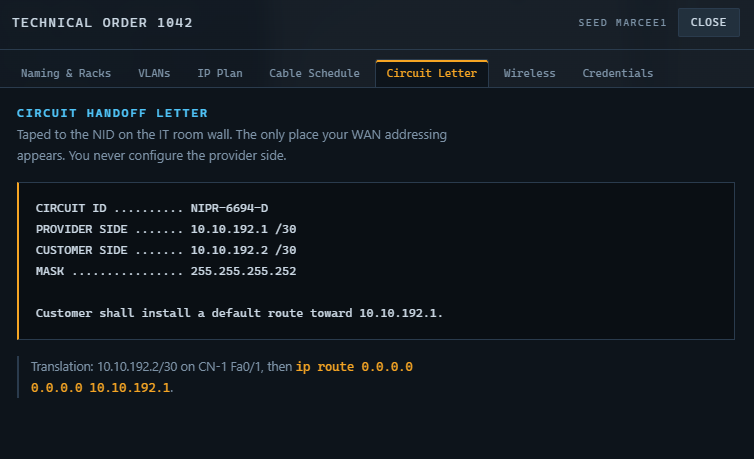 TECHNICAL ORDER 1042
SEED MARCEE1
CLOSE
Naming & Racks
VLANs
IP Plan
Cable Schedule
Circuit Letter
Wireless
Credentials
CIRCUIT HANDOFF LETTER
Taped to the NID on the IT room wall. The only place your WAN addressing
appears. You never configure the provider side.
CIRCUIT ID .......... NIPR-6694-D
PROVIDER SIDE ....... 10.10.192.1 /30
CUSTOMER SIDE ....... 10.10.192.2 /30
MASK ................ 255.255.255.252
Customer shall install a default route toward 10.10.192.1.
Translation: 10.10.192.2/30 on CN-1 Fa0/1, then ip route 0.0.0.0
0.0.0.0 10.10.192.1.